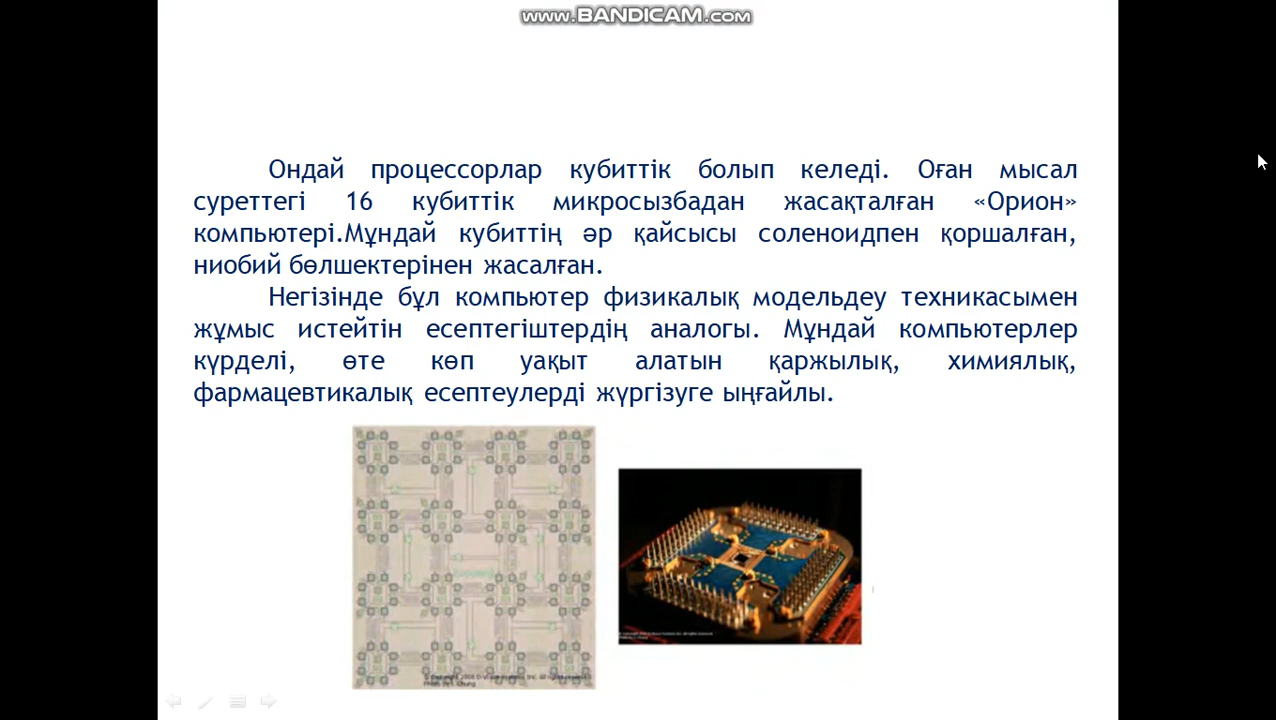 www.BANDICAM.com
Ондай процессорлар кубиттік болып келеді. Оған мысал
суреттегі 16 кубиттік микросызбадан жасақталған «Орион»
компьютері.Мұндай кубиттің әр қайсысы соленоидпен қоршалған,
ниобий бөлшектерінен жасалған.
Негізінде бұл компьютер физикалық модельдеу техникасымен
жұмыс истейтін есептегіштердің аналогы. Мұндай компьютерлер
күрделі, өте көп уақыт алатын қаржылық, химиялық,
фармацевтикалық есептеулерді жүргізуге ыңғайлы.